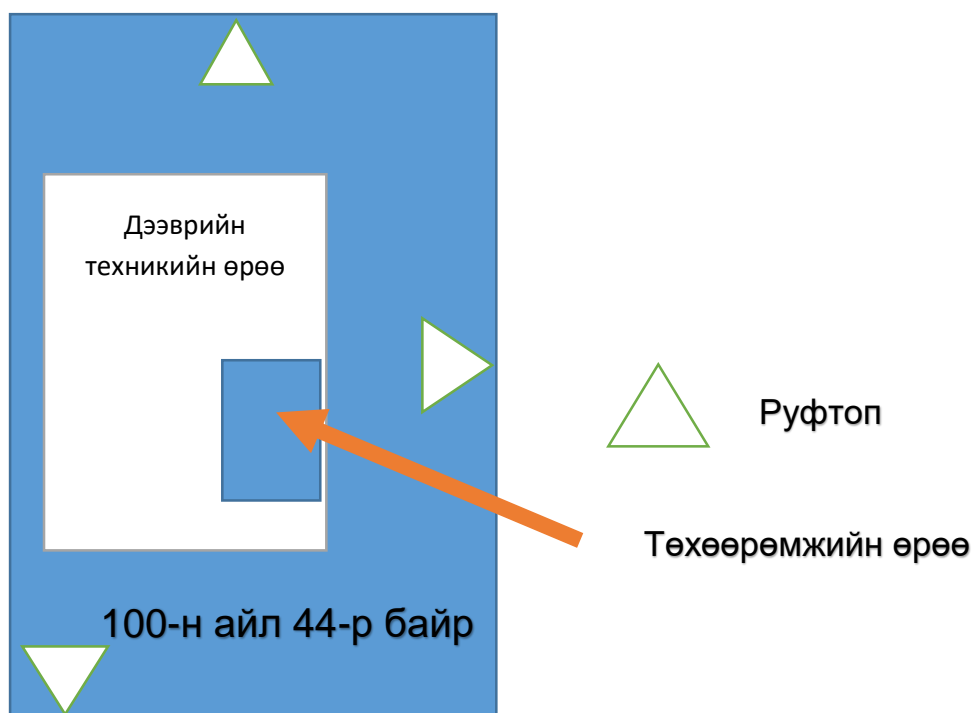 Дээврийн
техникийн өрөө
Руфтоп
Төхөөрөмжийн өрөө
100-н айл 44-р байр